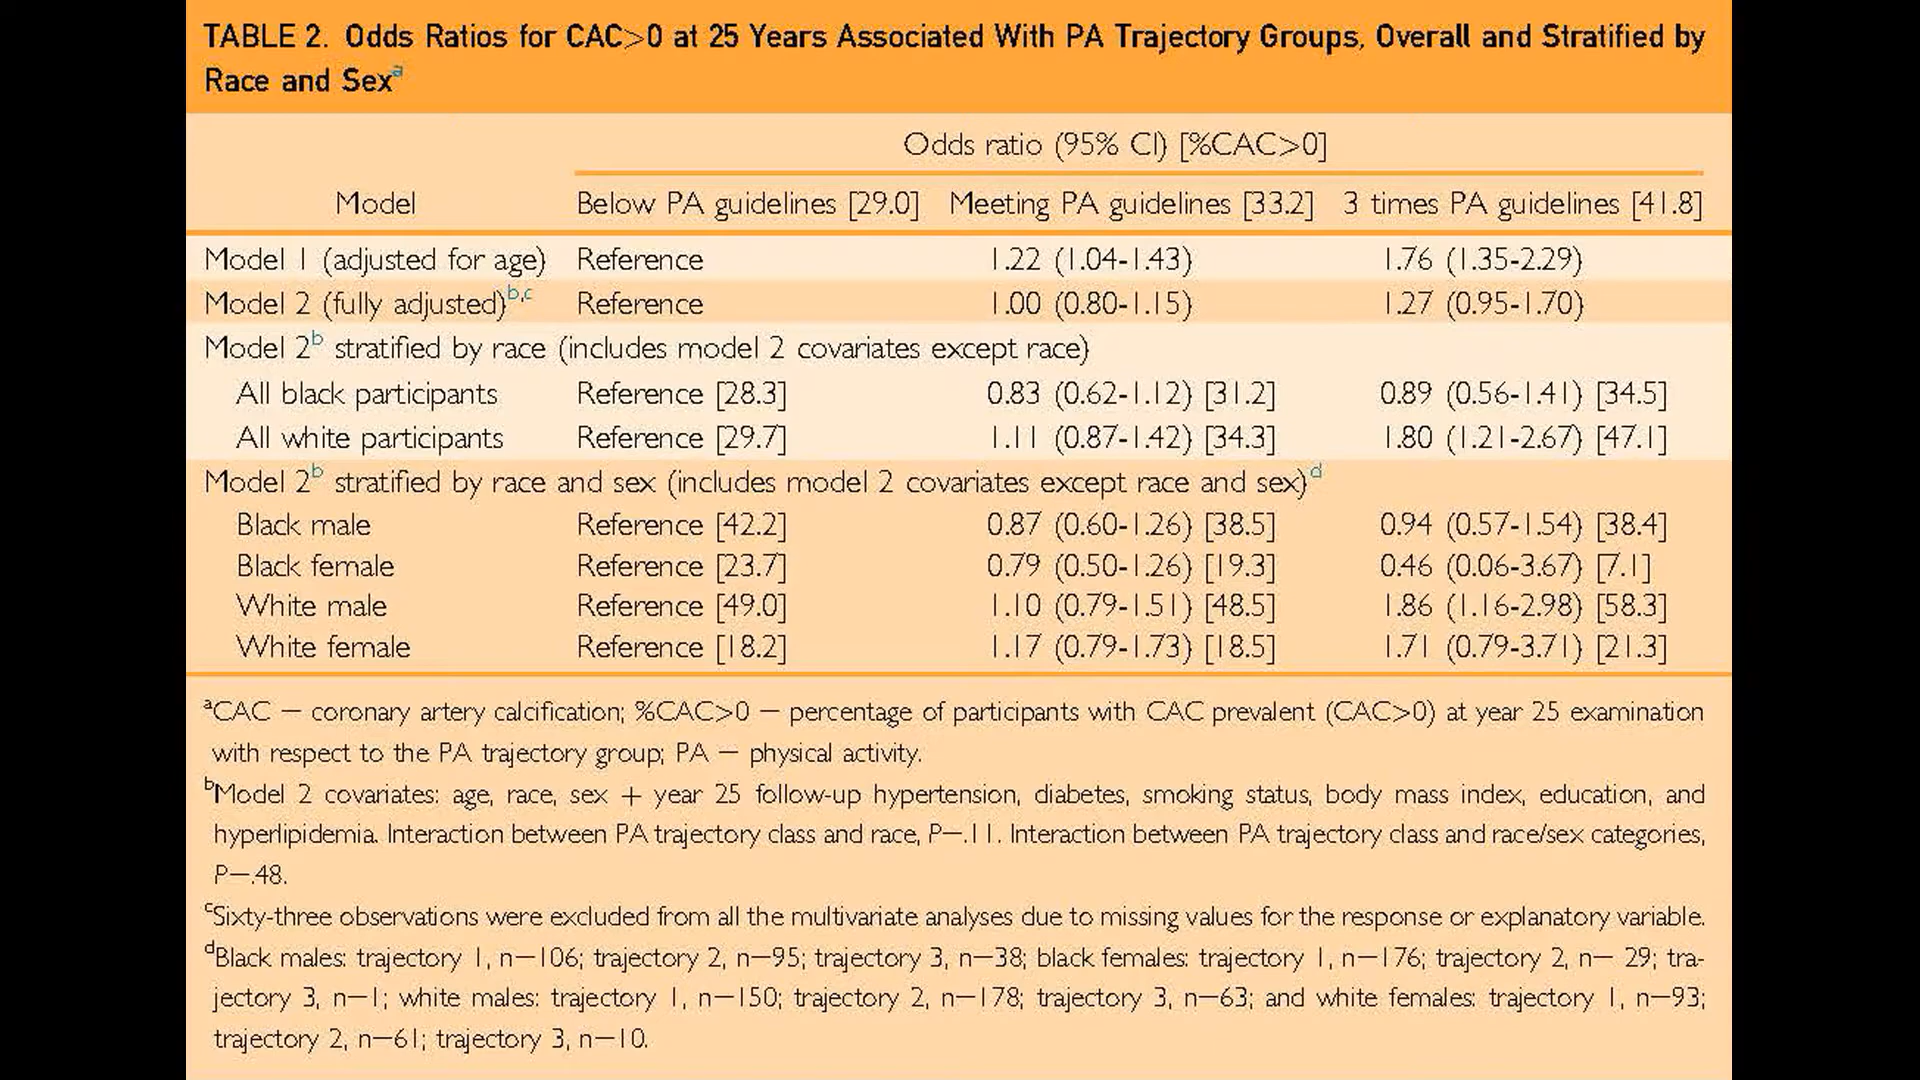 TABLE 2. Odds Ratios for CAC>0 at 25 Years Associated With PA Trajectory Groups, Overall and Stratified by
Race and Sexa
Odds ratio (95% CI) [%CAC>0]
Model Below PA guidelines [29.0] Meeting PA guidelines [33.2] 3 times PA guidelines [41.8]
Model 1 (adjusted for age) Reference 1.22 (1.04-1.43) 1.76 (1.35-2.29)
Model 2 (fully adjusted)b,c Reference 1.00 (0.80-1.15) 1.27 (0.95-1.70)
Model 2b stratified by race (includes model 2 covariates except race)
All black participants Reference [28.3] 0.83 (0.62-1.12) [31.2] 0.89 (0.56-1.41) [34.5]
All white participants Reference [29.7] 1.11 (0.87-1.42) [34.3] 1.80 (1.21-2.67) [47.1]
Model 2b stratified by race and sex (includes model 2 covariates except race and sex)d
Black male Reference [42.2] 0.87 (0.60-1.26) [38.5] 0.94 (0.57-1.54) [38.4]
Black female Reference [23.7] 0.79 (0.50-1.26) [19.3] 0.46 (0.06-3.67) [7.1]
White male Reference [49.0] 1.10 (0.79-1.51) [48.5] 1.86 (1.16-2.98) [58.3]
White female Reference [18.2] 1.17 (0.79-1.73) [18.5] 1.71 (0.79-3.71) [21.3]
aCAC — coronary artery calcification; %CAC>0 — percentage of participants with CAC prevalent (CAC>0) at year 25 examination
with respect to the PA trajectory group; PA — physical activity.
bModel 2 covariates: age, race, sex + year 25 follow-up hypertension, diabetes, smoking status, body mass index, education, and
hyperlipidemia. Interaction between PA trajectory class and race, P—.11. Interaction between PA trajectory class and race/sex categories,
P—.48.
cSixty-three observations were excluded from all the multivariate analyses due to missing values for the response or explanatory variable.
dBlack males: trajectory 1, n—106; trajectory 2, n—95; trajectory 3, n—38; black females: trajectory 1, n—176; trajectory 2, n— 29; tra-
jectory 3, n—1; white males: trajectory 1, n—150; trajectory 2, n—178; trajectory 3, n—63; and white females: trajectory 1, n—93;
trajectory 2, n—61; trajectory 3, n—10.